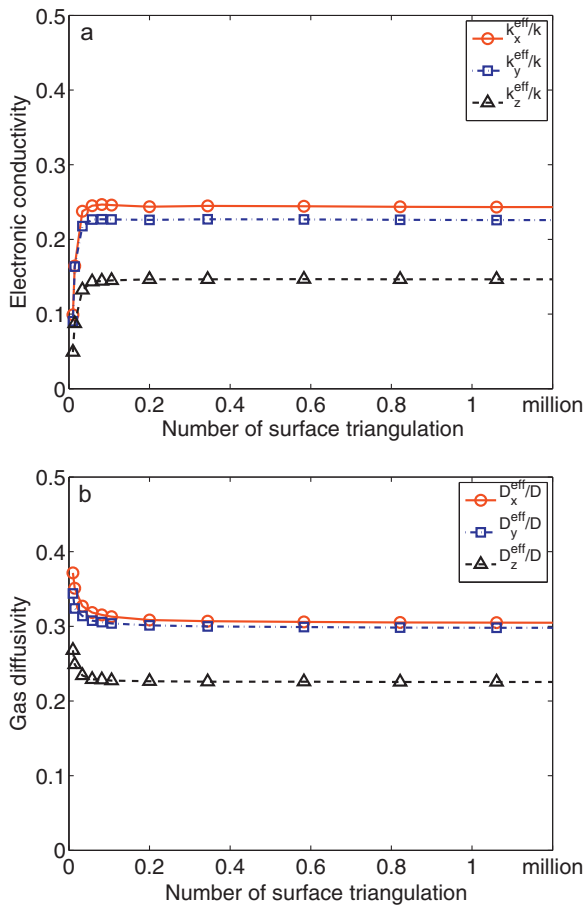 a
k_x^eff/k
k_y^eff/k
k_z^eff/k
Electronic conductivity
0.5
0.4
0.3
0.2
0.1
0
0 0.2 0.4 0.6 0.8 1 million
Number of surface triangulation
b
D_x^eff/D
D_y^eff/D
D_z^eff/D
Gas diffusivity
0.5
0.4
0.3
0.2
0.1
0
0 0.2 0.4 0.6 0.8 1 million
Number of surface triangulation